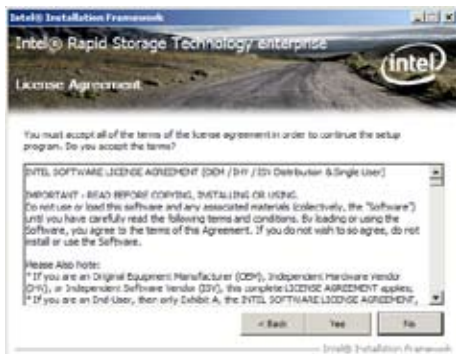 Intel® Installation Framework
Intel® Rapid Storage Technology enterprise
intel
License Agreement
You must accept all of the terms of the license agreement in order to continue the setup
program. Do you accept the terms?
INTEL SOFTWARE LICENSE AGREEMENT (OEM / IHV / ISV Distribution & Single User)
IMPORTANT - READ BEFORE COPYING, INSTALLING OR USING.
Do not use or load this software and any associated materials (collectively, the "Software")
until you have carefully read the following terms and conditions. By loading or using the
Software, you agree to the terms of this Agreement. If you do not wish to so agree, do not
install or use the Software.
Please Also Note:
* If you are an Original Equipment Manufacturer (OEM), Independent Hardware Vendor
(IHV), or Independent Software Vendor (ISV), this complete LICENSE AGREEMENT applies;
* If you are an End-User, then only Exhibit A, the INTEL SOFTWARE LICENSE AGREEMENT,
< Back Yes No
Intel® Installation Framework